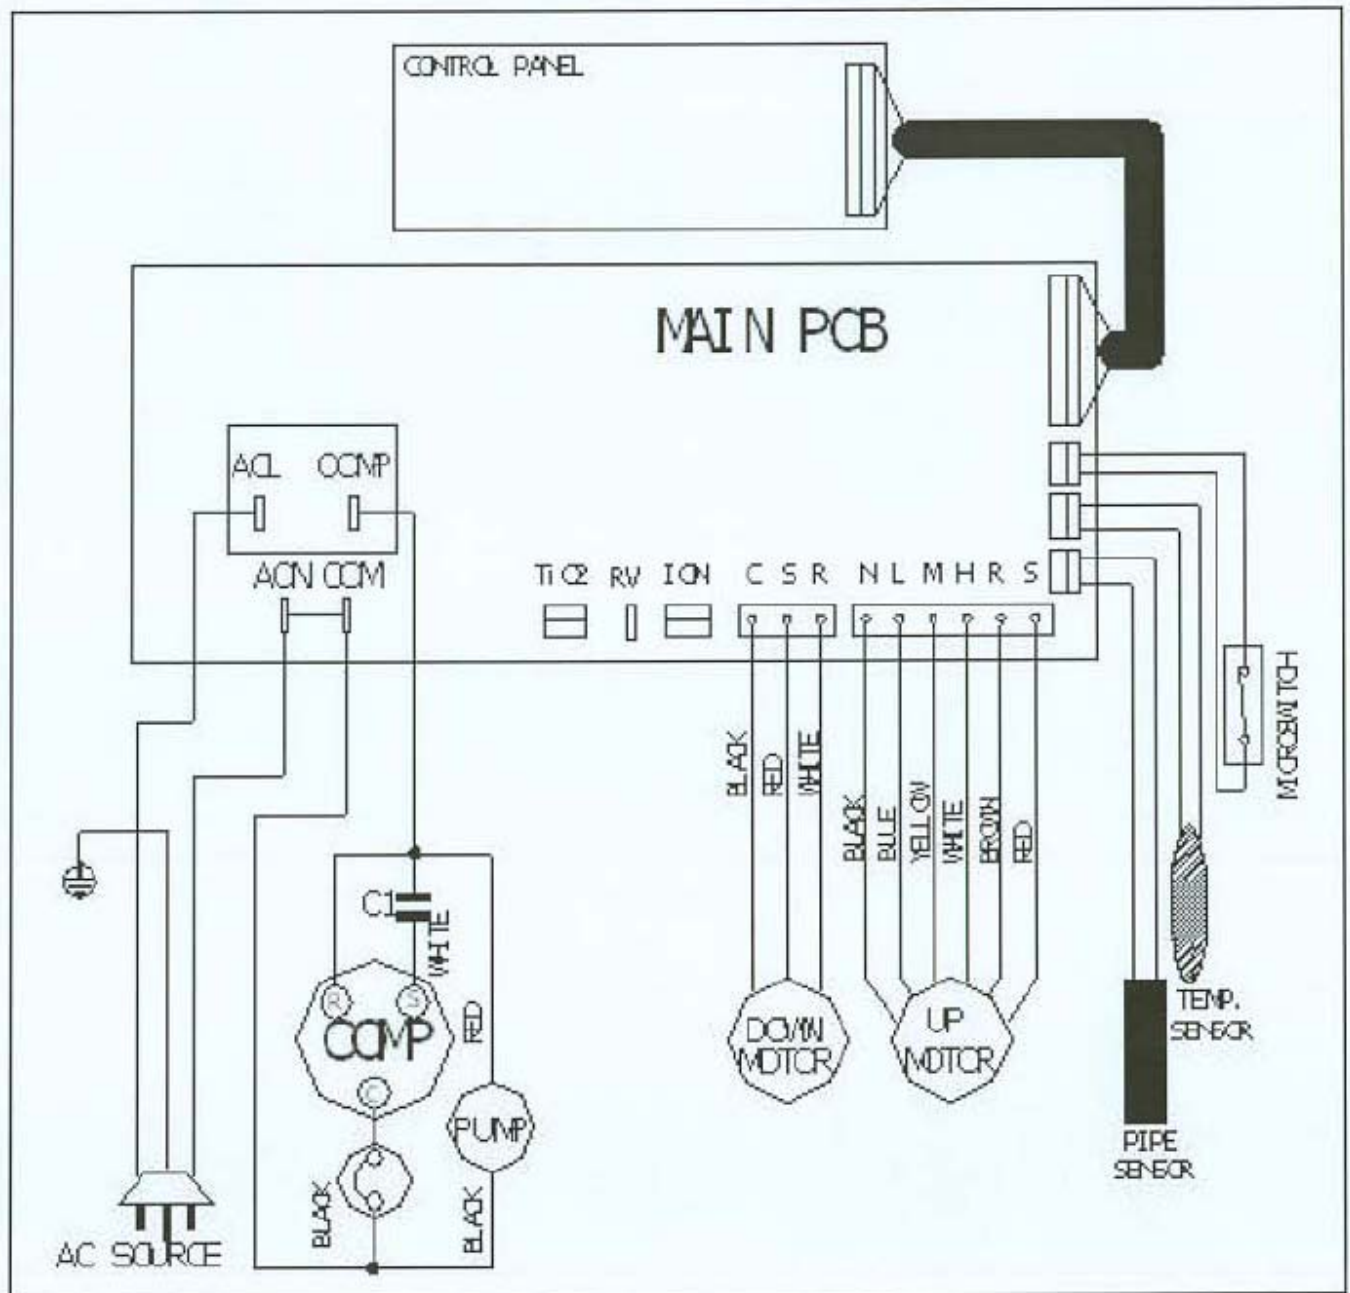 CONTROL PANEL
MAIN PCB
ACL COMP
ACN COM
TiO2 RV ION C S R N L M H R S
BLACK
RED
WHITE
BLACK
BLUE
YELLOW
WHITE
BROWN
RED
MICROSWITCH
C1
WHITE
R
S
COMP
C
RED
PUMP
BLACK
BLACK
DOWN
MOTOR
UP
MOTOR
TEMP.
SENSOR
PIPE
SENSOR
AC SOURCE